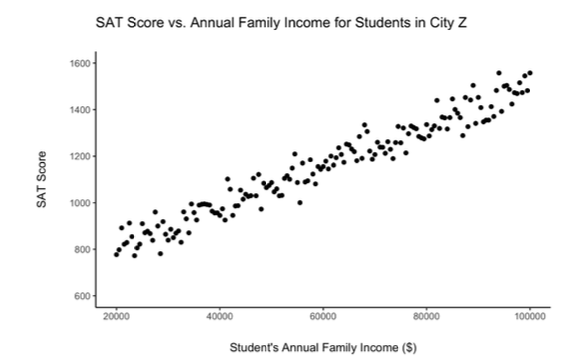 SAT Score vs. Annual Family Income for Students in City Z
1600
1400
1200
1000
800
600
SAT Score
20000 40000 60000 80000 100000
Student's Annual Family Income ($)